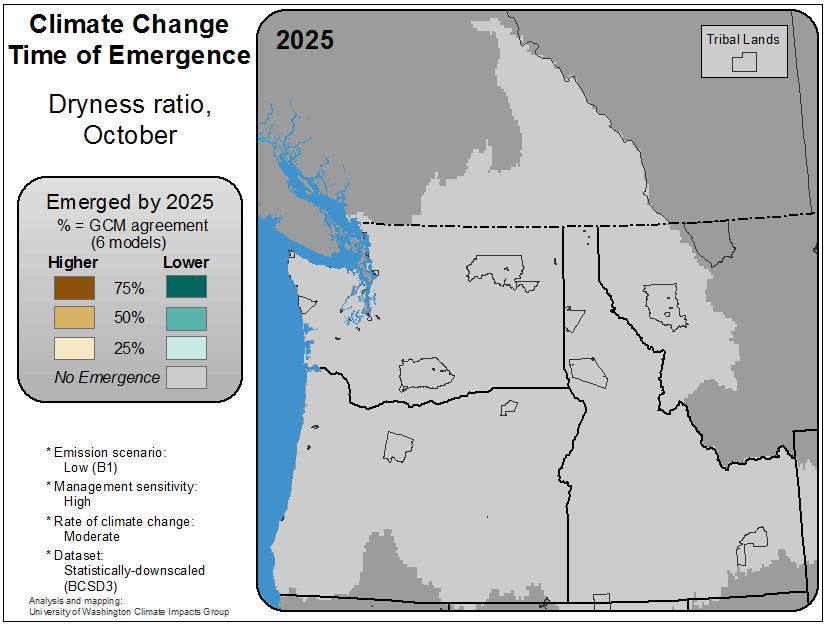 Climate Change
Time of Emergence
Dryness ratio,
October
Emerged by 2025
% = GCM agreement
(6 models)
Higher Lower
75%
50%
25%
No Emergence
* Emission scenario:
Low (B1)
* Management sensitivity:
High
* Rate of climate change:
Moderate
* Dataset:
Statistically-downscaled
(BCSD3)
Analysis and mapping:
University of Washington Climate Impacts Group
2025
Tribal Lands